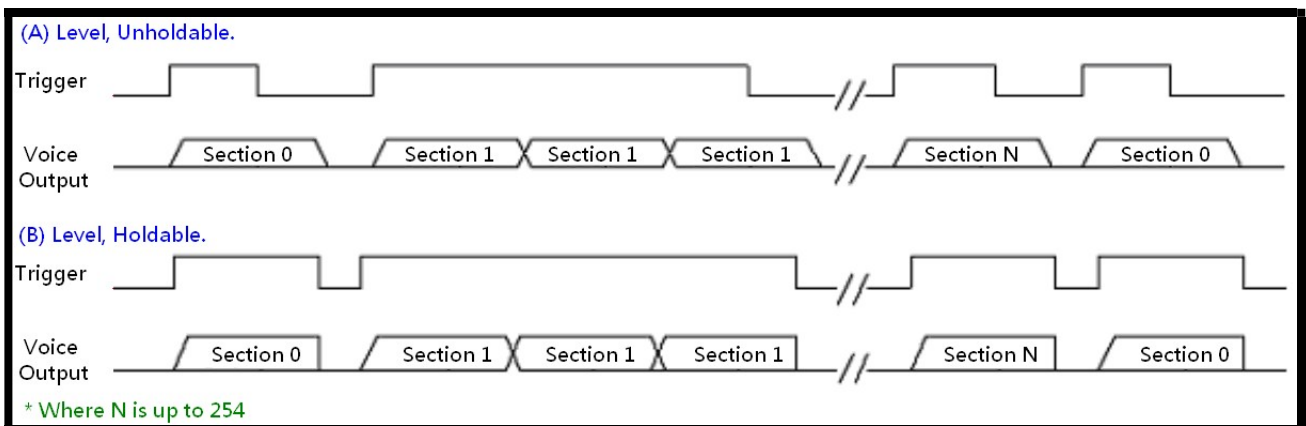 (A) Level, Unholdable.
Trigger
Voice Output
Section 0 Section 1 Section 1 Section 1 Section N Section 0
(B) Level, Holdable.
Trigger
Voice Output
Section 0 Section 1 Section 1 Section 1 Section N Section 0
* Where N is up to 254